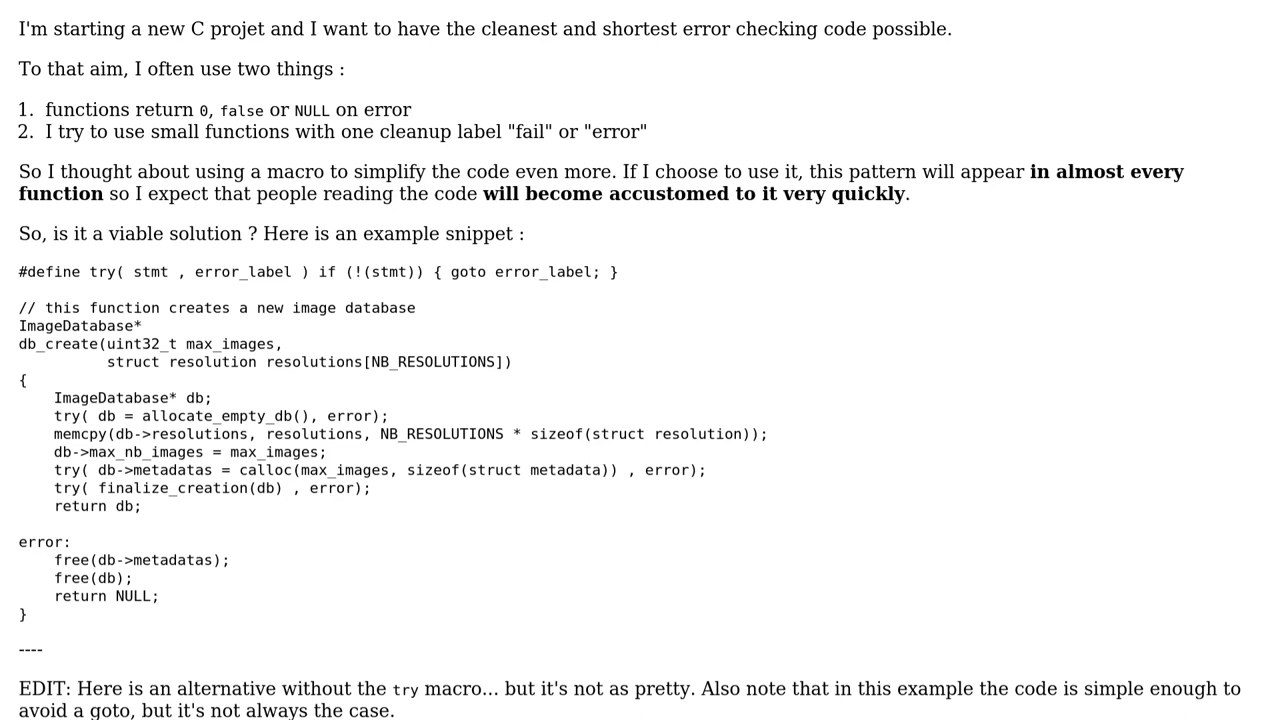 I'm starting a new C projet and I want to have the cleanest and shortest error checking code possible.
To that aim, I often use two things :
1. functions return 0, false or NULL on error
2. I try to use small functions with one cleanup label "fail" or "error"
So I thought about using a macro to simplify the code even more. If I choose to use it, this pattern will appear in almost every
function so I expect that people reading the code will become accustomed to it very quickly.
So, is it a viable solution ? Here is an example snippet :
#define try( stmt , error_label ) if (!(stmt)) { goto error_label; }
// this function creates a new image database
ImageDatabase*
db_create(uint32_t max_images,
          struct resolution resolutions[NB_RESOLUTIONS])
{
    ImageDatabase* db;
    try( db = allocate_empty_db(), error);
    memcpy(db->resolutions, resolutions, NB_RESOLUTIONS * sizeof(struct resolution));
    db->max_nb_images = max_images;
    try( db->metadatas = calloc(max_images, sizeof(struct metadata)) , error);
    try( finalize_creation(db) , error);
    return db;
error:
    free(db->metadatas);
    free(db);
    return NULL;
}
----
EDIT: Here is an alternative without the try macro... but it's not as pretty. Also note that in this example the code is simple enough to
avoid a goto, but it's not always the case.